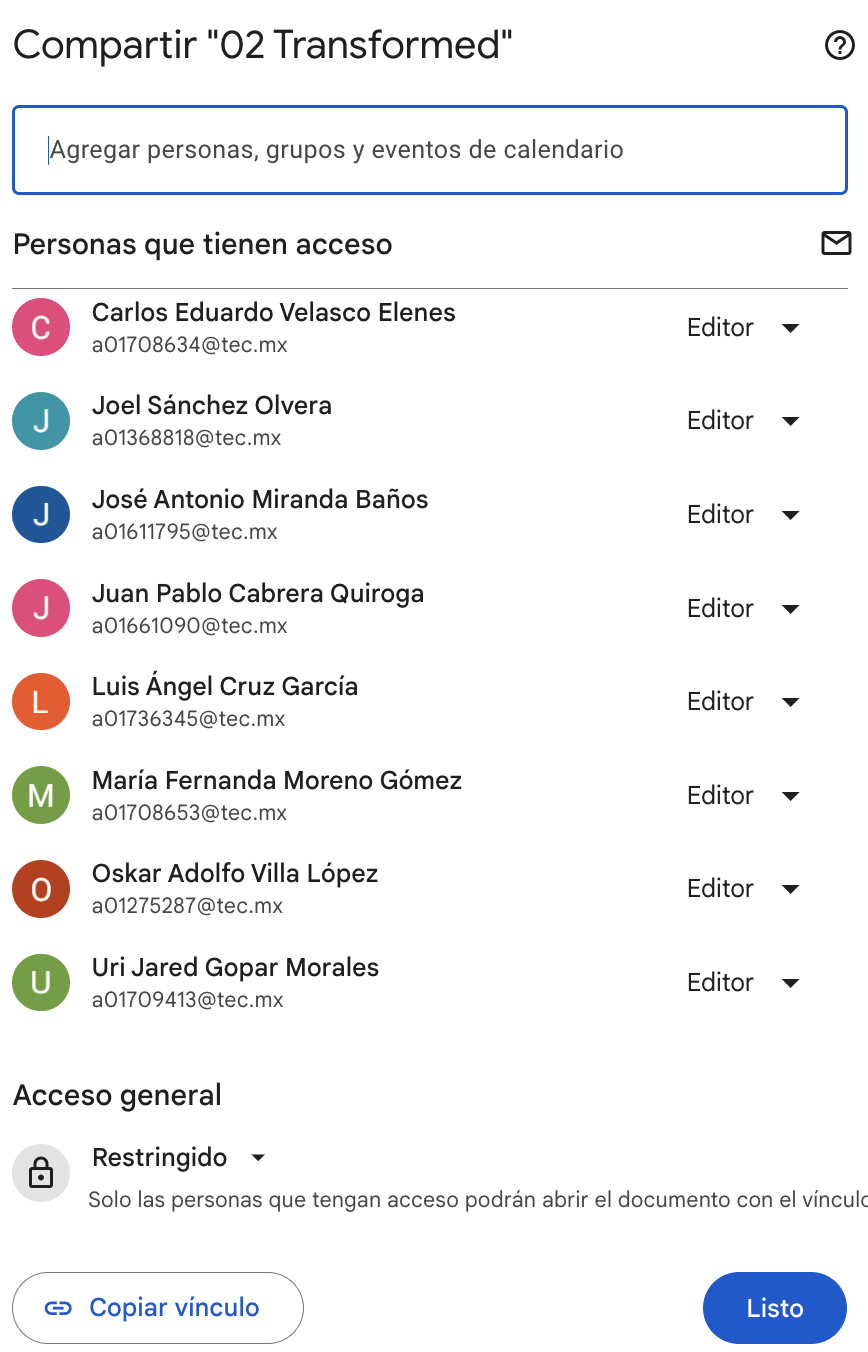 Compartir "02 Transformed"
Agregar personas, grupos y eventos de calendario
Personas que tienen acceso
C
Carlos Eduardo Velasco Elenes
a01708634@tec.mx
Editor
J
Joel Sánchez Olvera
a01368818@tec.mx
Editor
J
José Antonio Miranda Baños
a01611795@tec.mx
Editor
J
Juan Pablo Cabrera Quiroga
a01661090@tec.mx
Editor
L
Luis Ángel Cruz García
a01736345@tec.mx
Editor
M
María Fernanda Moreno Gómez
a01708653@tec.mx
Editor
O
Oskar Adolfo Villa López
a01275287@tec.mx
Editor
U
Uri Jared Gopar Morales
a01709413@tec.mx
Editor
Acceso general
Restringido
Solo las personas que tengan acceso podrán abrir el documento con el vínculo
Copiar vínculo
Listo